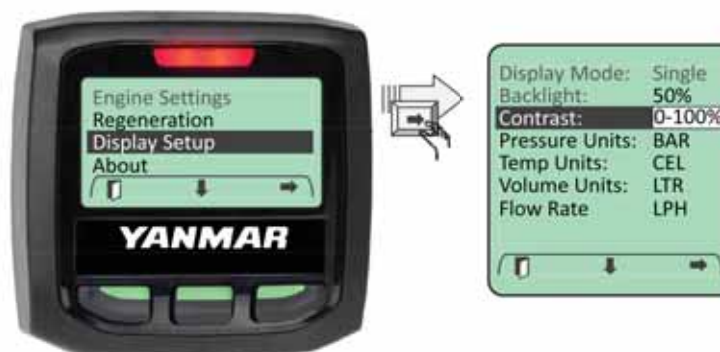 Engine Settings
Regeneration
Display Setup
About
YANMAR
Display Mode: Single
Backlight: 50%
Contrast: 0-100%
Pressure Units: BAR
Temp Units: CEL
Volume Units: LTR
Flow Rate LPH